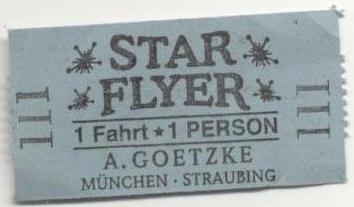 STAR
FLYER
1 Fahrt ★ 1 PERSON
A. GOETZKE
MÜNCHEN · STRAUBING
111
111